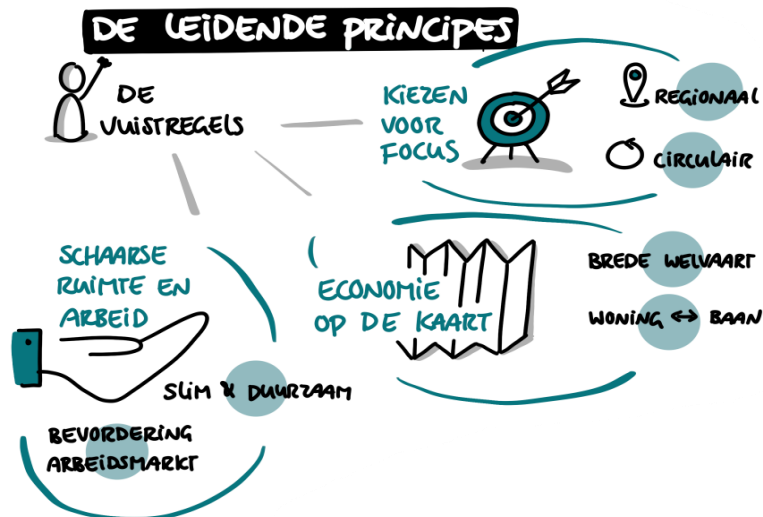 DE LEIDENDE PRINCIPES
DE
VUISTREGELS
KIEZEN
VOOR
FOCUS
REGIONAAL
CIRCULAIR
SCHAARSE
RUIMTE EN
ARBEID
SLIM & DUURZAAM
BEVORDERING
ARBEIDSMARKT
ECONOMIE
OP DE KAART
BREDE WELVAART
WONING ↔ BAAN